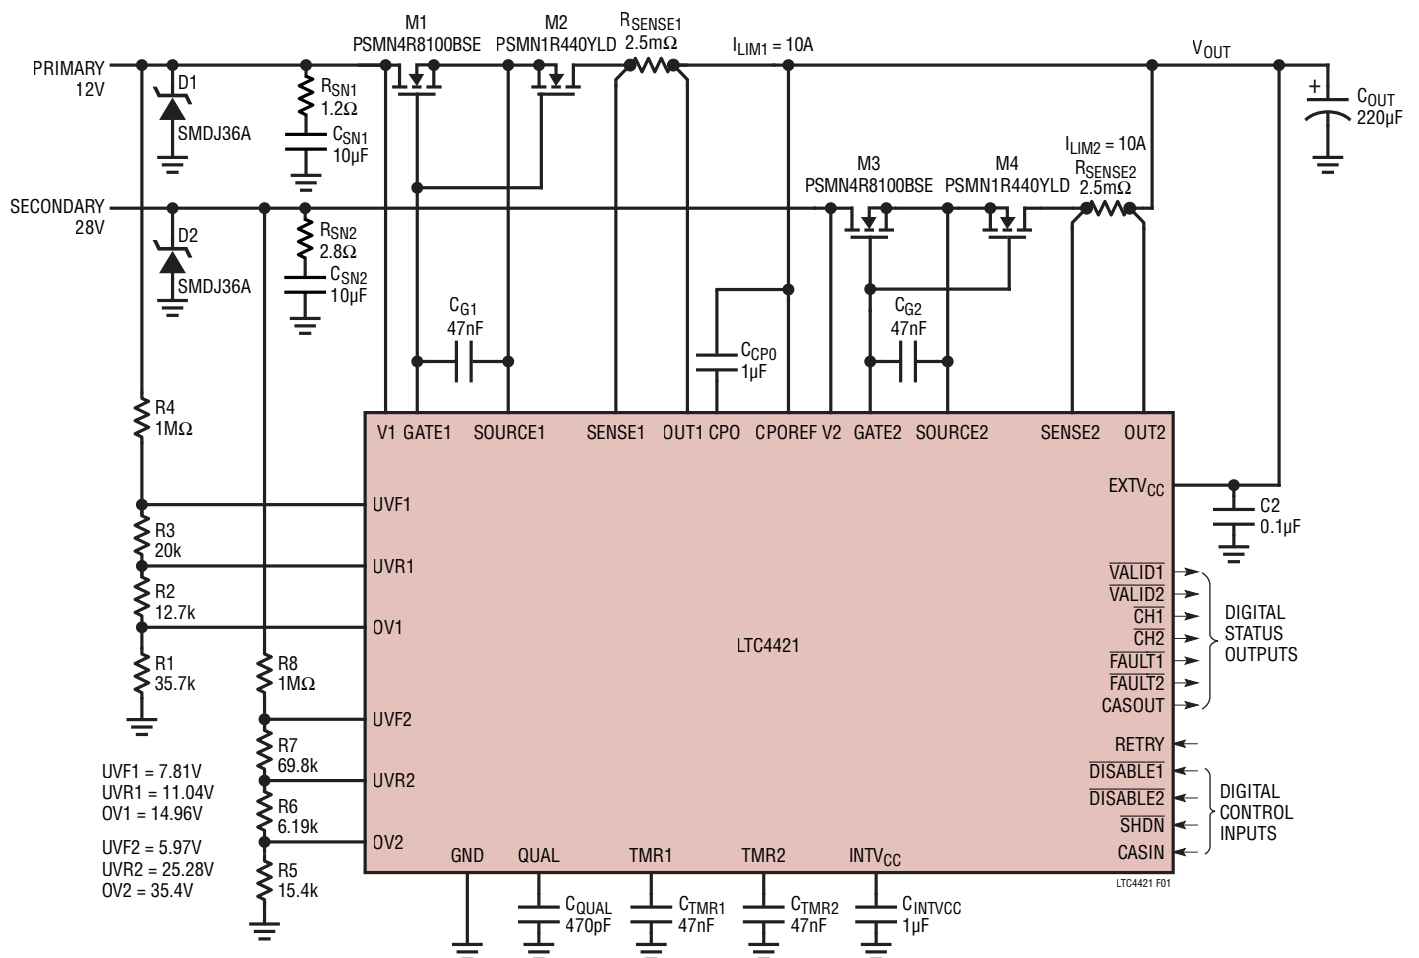 PRIMARY
12V
D1
SMDJ36A
RSN1
1.2Ω
CSN1
10µF
M1
PSMN4R8100BSE
M2
PSMN1R440YLD
RSENSE1
2.5mΩ
ILIM1 = 10A
VOUT
+
COUT
220µF
SECONDARY
28V
D2
SMDJ36A
RSN2
2.8Ω
CSN2
10µF
M3
PSMN4R8100BSE
M4
PSMN1R440YLD
ILIM2 = 10A
RSENSE2
2.5mΩ
CG1
47nF
CCPO
1µF
CG2
47nF
R4
1MΩ
R3
20k
R2
12.7k
R1
35.7k
R8
1MΩ
R7
69.8k
R6
6.19k
R5
15.4k
UVF1 = 7.81V
UVR1 = 11.04V
OV1 = 14.96V
UVF2 = 5.97V
UVR2 = 25.28V
OV2 = 35.4V
V1 GATE1 SOURCE1 SENSE1 OUT1 CPO CPOREF V2 GATE2 SOURCE2 SENSE2 OUT2
UVF1
UVR1
OV1
UVF2
UVR2
OV2
LTC4421
EXTVCC
C2
0.1µF
VALID1
VALID2
CH1
CH2
FAULT1
FAULT2
CASOUT
DIGITAL
STATUS
OUTPUTS
RETRY
DISABLE1
DISABLE2
SHDN
CASIN
DIGITAL
CONTROL
INPUTS
GND QUAL TMR1 TMR2 INTVCC
CQUAL
470pF
CTMR1
47nF
CTMR2
47nF
CINTVCC
1µF
LTC4421 F01